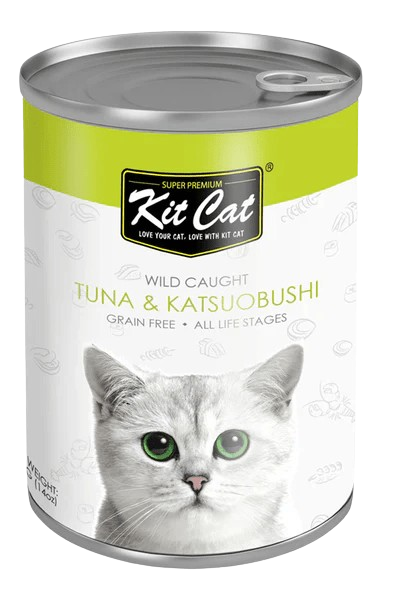 SUPER PREMIUM
Kit Cat®
LOVE YOUR CAT, LOVE WITH KIT CAT
WILD CAUGHT
TUNA & KATSUOBUSHI
GRAIN FREE • ALL LIFE STAGES
WEIGHT:
(14oz)